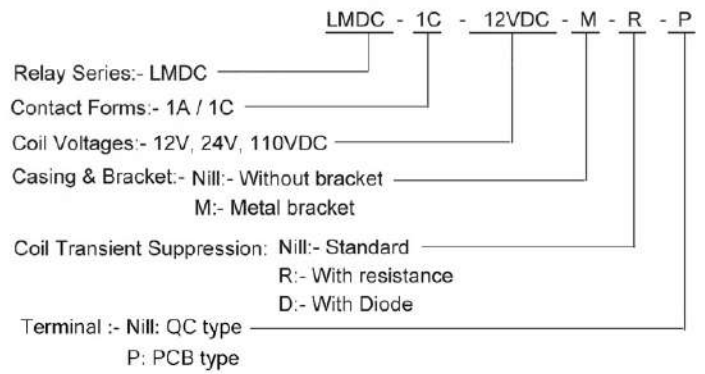 LMDC - 1C - 12VDC - M - R - P
Relay Series:- LMDC
Contact Forms:- 1A / 1C
Coil Voltages:- 12V, 24V, 110VDC
Casing & Bracket:- Nill:- Without bracket
M:- Metal bracket
Coil Transient Suppression: Nill:- Standard
R:- With resistance
D:- With Diode
Terminal :- Nill: QC type
P: PCB type